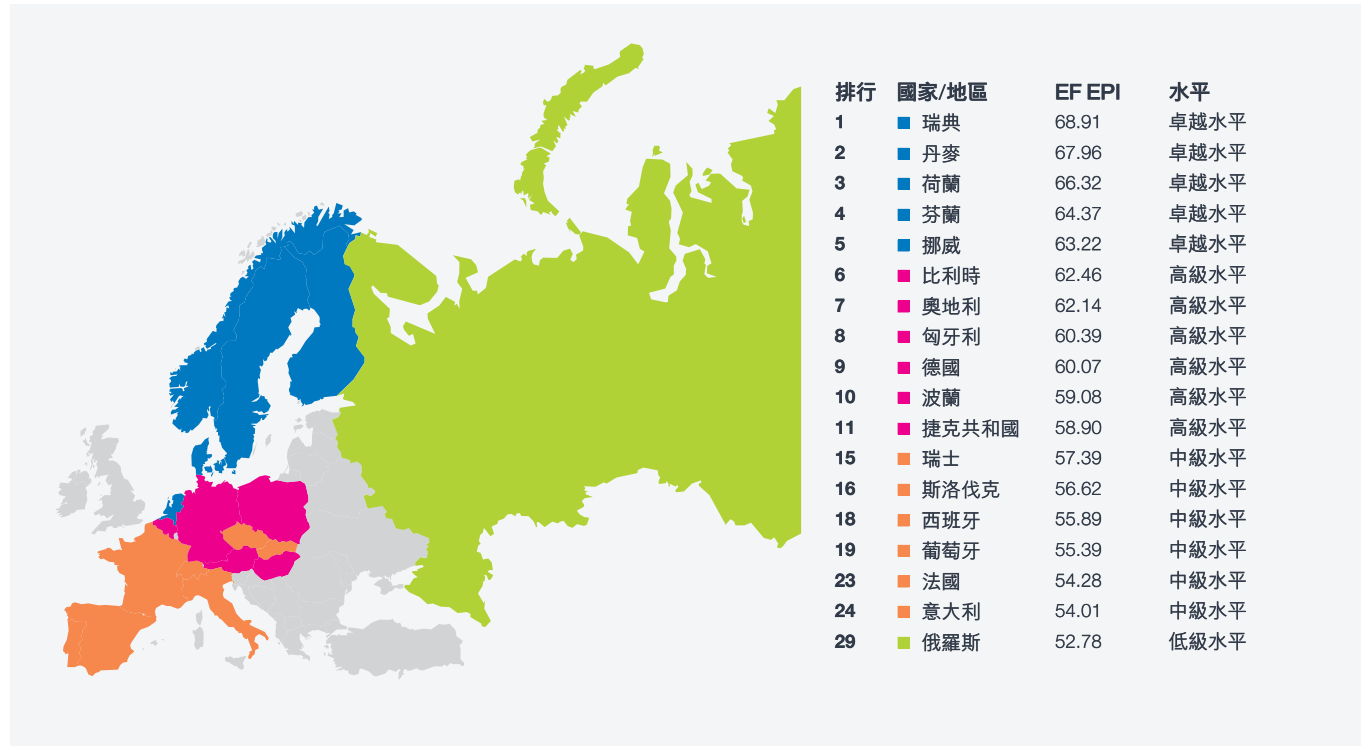 排行 國家/地區 EF EPI 水平
1 瑞典 68.91 卓越水平
2 丹麥 67.96 卓越水平
3 荷蘭 66.32 卓越水平
4 芬蘭 64.37 卓越水平
5 挪威 63.22 卓越水平
6 比利時 62.46 高級水平
7 奧地利 62.14 高級水平
8 匈牙利 60.39 高級水平
9 德國 60.07 高級水平
10 波蘭 59.08 高級水平
11 捷克共和國 58.90 高級水平
15 瑞士 57.39 中級水平
16 斯洛伐克 56.62 中級水平
18 西班牙 55.89 中級水平
19 葡萄牙 55.39 中級水平
23 法國 54.28 中級水平
24 意大利 54.01 中級水平
29 俄羅斯 52.78 低級水平